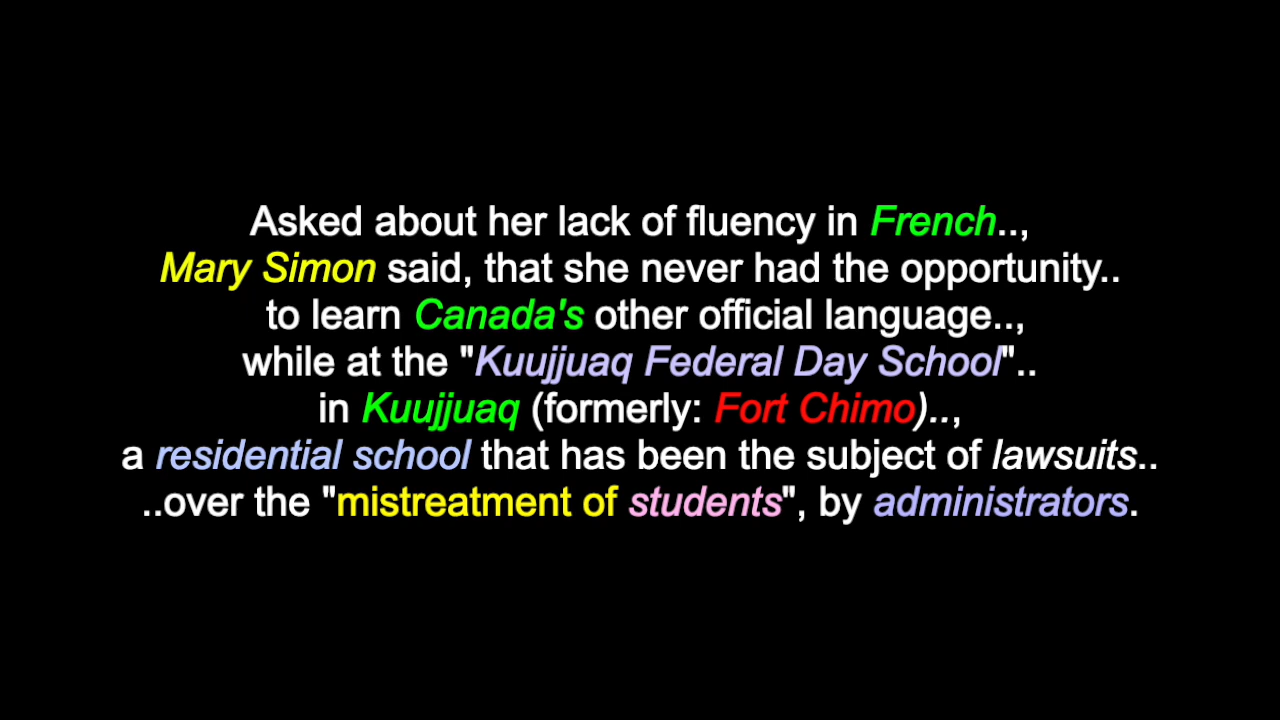 Asked about her lack of fluency in French..,
Mary Simon said, that she never had the opportunity..
to learn Canada's other official language..,
while at the "Kuujjuaq Federal Day School"..
in Kuujjuaq (formerly: Fort Chimo)..,
a residential school that has been the subject of lawsuits..
..over the "mistreatment of students", by administrators.